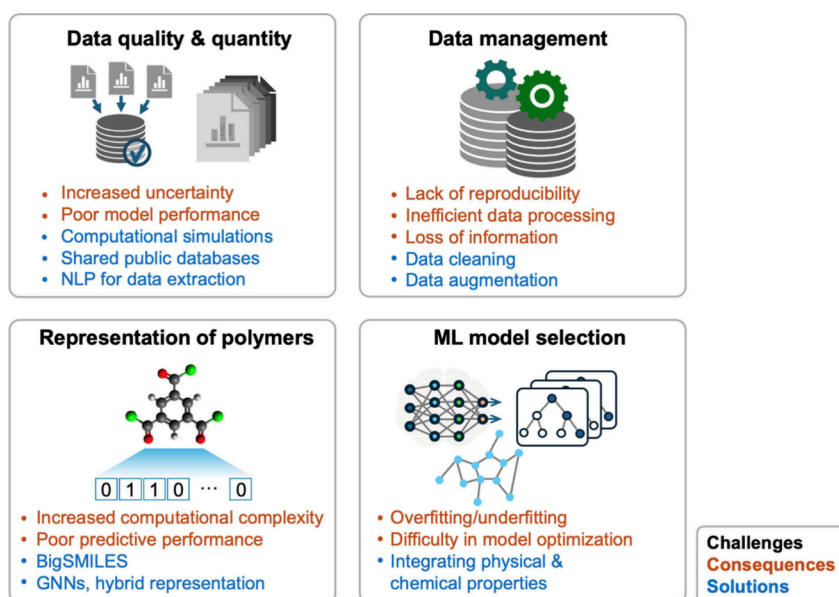 Data quality & quantity
• Increased uncertainty
• Poor model performance
• Computational simulations
• Shared public databases
• NLP for data extraction
Data management
• Lack of reproducibility
• Inefficient data processing
• Loss of information
• Data cleaning
• Data augmentation
Representation of polymers
0 1 1 0 ··· 0
• Increased computational complexity
• Poor predictive performance
• BigSMILES
• GNNs, hybrid representation
ML model selection
• Overfitting/underfitting
• Difficulty in model optimization
• Integrating physical &
chemical properties
Challenges
Consequences
Solutions